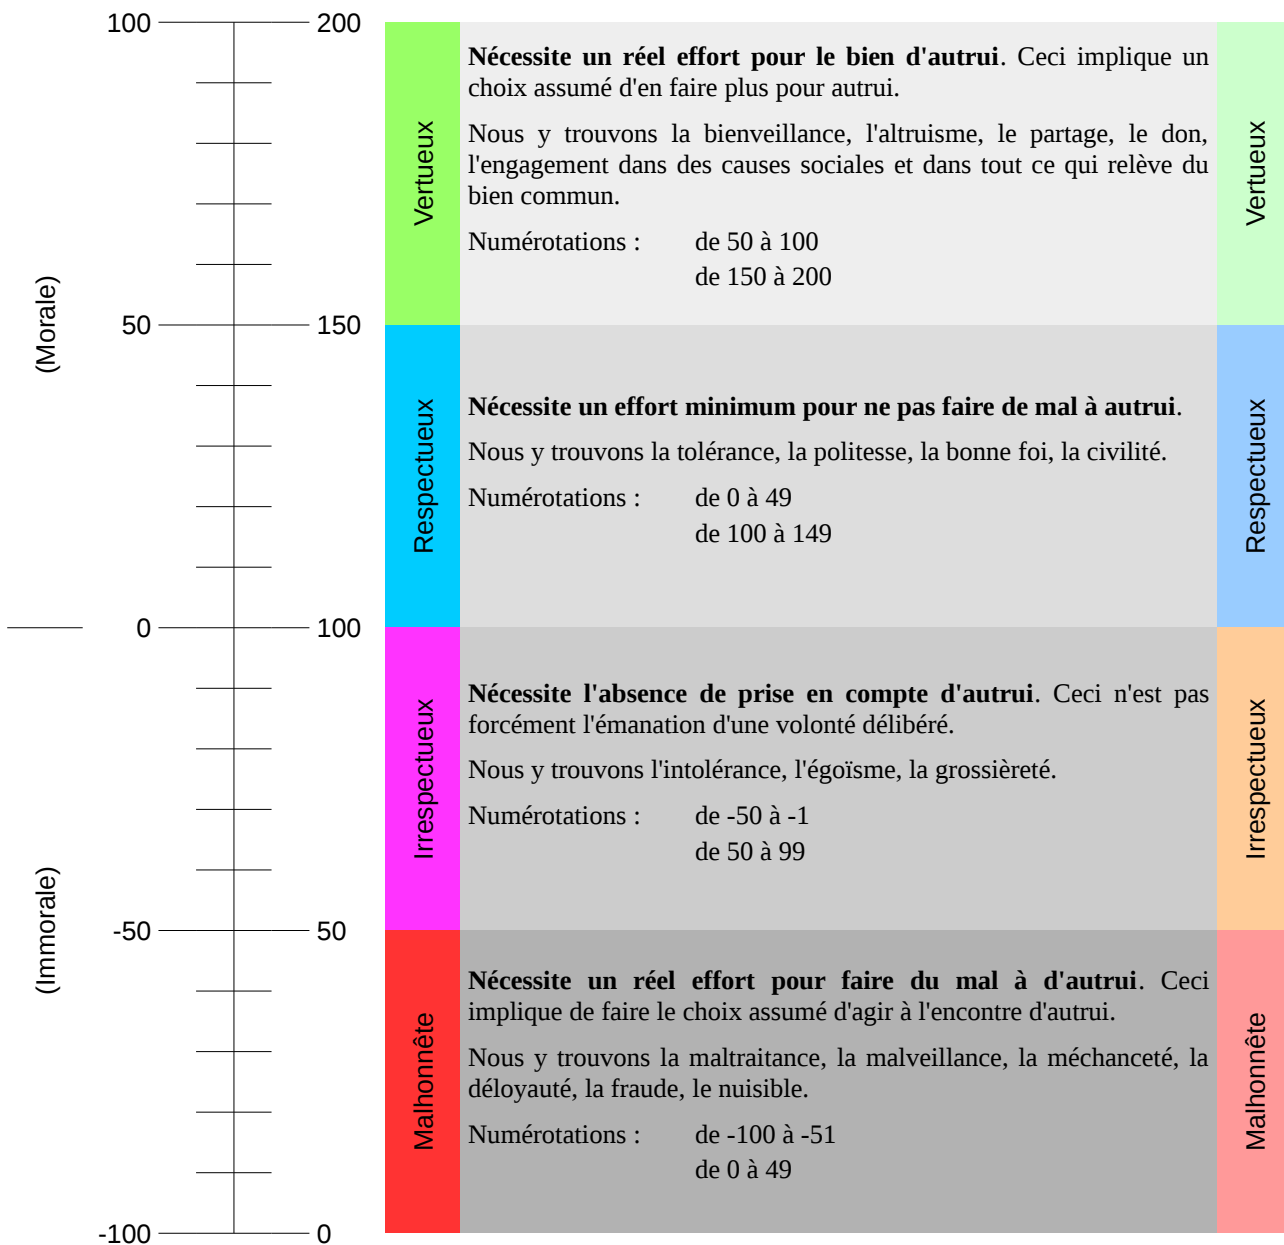 100
200
Vertueux
Nécessite un réel effort pour le bien d'autrui. Ceci implique un
choix assumé d'en faire plus pour autrui.
Nous y trouvons la bienveillance, l'altruisme, le partage, le don,
l'engagement dans des causes sociales et dans tout ce qui relève du
bien commun.
Numérotations : de 50 à 100
de 150 à 200
Vertueux
(Morale)
50
150
Respectueux
Nécessite un effort minimum pour ne pas faire de mal à autrui.
Nous y trouvons la tolérance, la politesse, la bonne foi, la civilité.
Numérotations : de 0 à 49
de 100 à 149
Respectueux
0
100
Irrespectueux
Nécessite l'absence de prise en compte d'autrui. Ceci n'est pas
forcément l'émanation d'une volonté délibéré.
Nous y trouvons l'intolérance, l'égoïsme, la grossièreté.
Numérotations : de -50 à -1
de 50 à 99
Irrespectueux
(Immorale)
-50
50
Malhonnête
Nécessite un réel effort pour faire du mal à d'autrui. Ceci
implique de faire le choix assumé d'agir à l'encontre d'autrui.
Nous y trouvons la maltraitance, la malveillance, la méchanceté, la
déloyauté, la fraude, le nuisible.
Numérotations : de -100 à -51
de 0 à 49
Malhonnête
-100
0